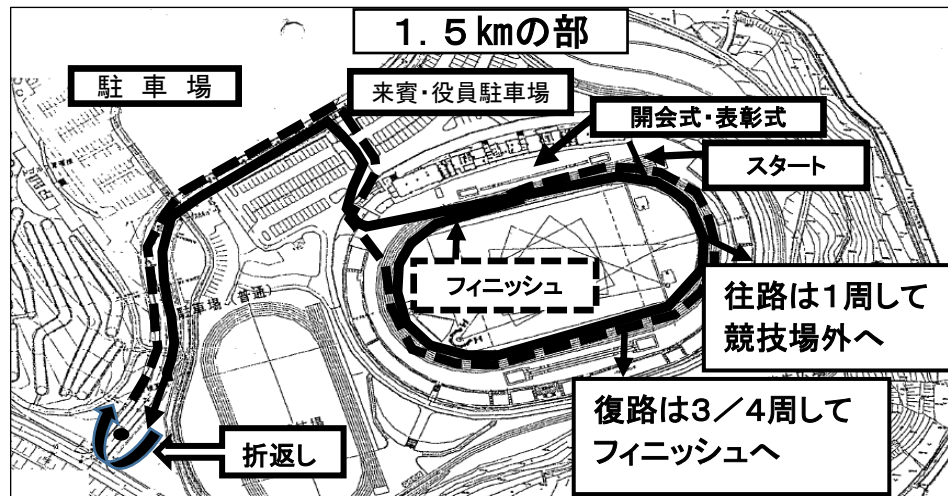 1．5㎞の部
駐 車 場
来賓・役員駐車場
開会式・表彰式
スタート
フィニッシュ
往路は１周して
競技場外へ
駐車場（普通）
復路は３／４周して
フィニッシュへ
折返し